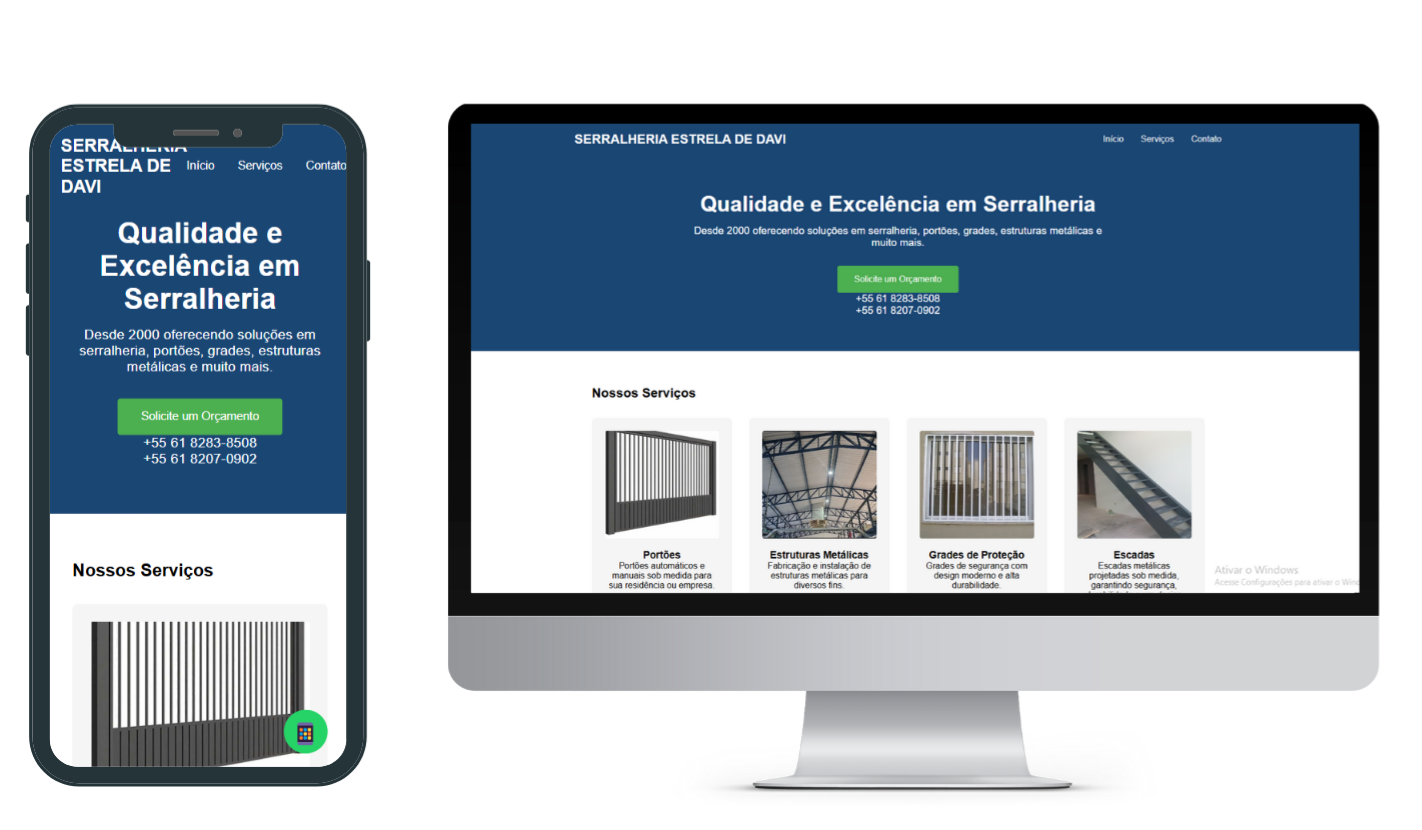 SERRALHERIA
ESTRELA DE
DAVI
Início Serviços Contato
Qualidade e
Excelência em
Serralheria
Desde 2000 oferecendo soluções em
serralheria, portões, grades, estruturas
metálicas e muito mais.
Solicite um Orçamento
+55 61 8283-8508
+55 61 8207-0902
Nossos Serviços
SERRALHERIA ESTRELA DE DAVI
Início Serviços Contato
Qualidade e Excelência em Serralheria
Desde 2000 oferecendo soluções em serralheria, portões, grades, estruturas metálicas e
muito mais.
Solicite um Orçamento
+55 61 8283-8508
+55 61 8207-0902
Nossos Serviços
Portões
Portões automáticos e
manuais sob medida para
sua residência ou empresa.
Estruturas Metálicas
Fabricação e instalação de
estruturas metálicas para
diversos fins.
Grades de Proteção
Grades de segurança com
design moderno e alta
durabilidade.
Escadas
Escadas metálicas
projetadas sob medida,
garantindo segurança,
Ativar o Windows
Acesse Configurações para ativar o Wind